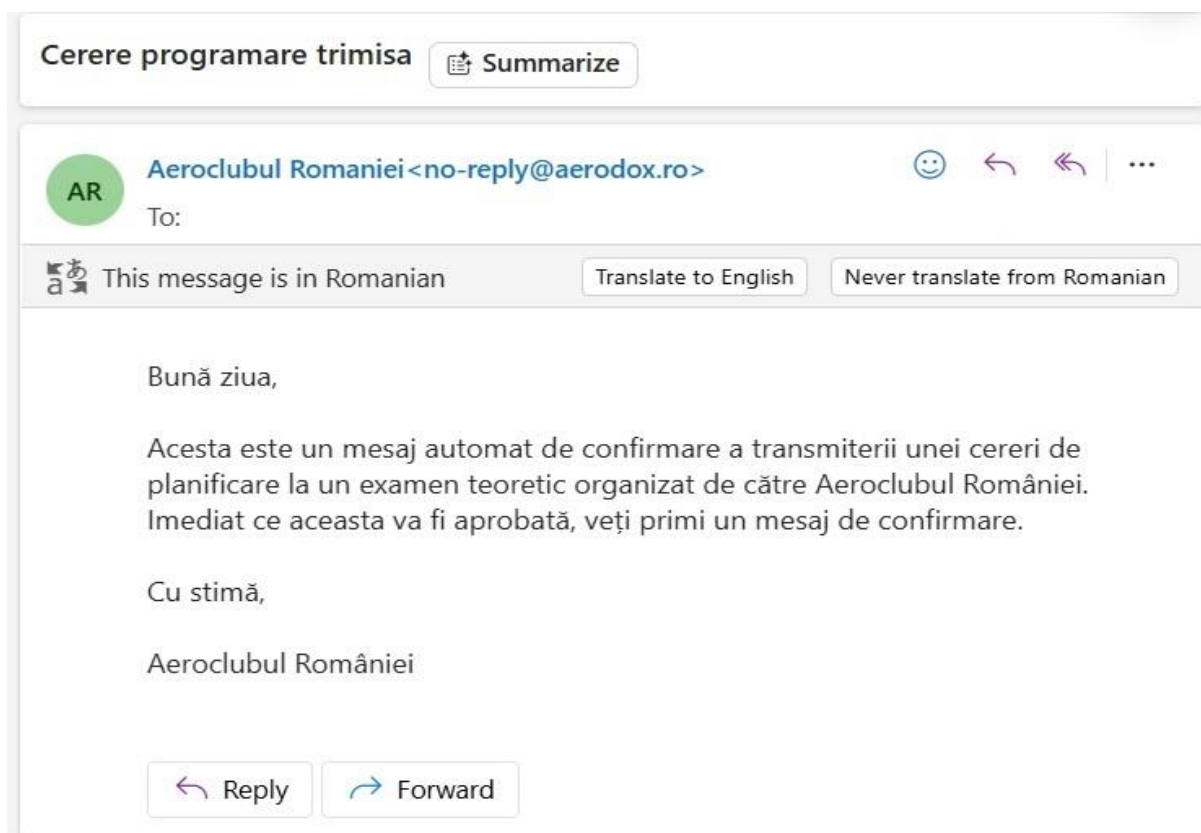 Cerere programare trimisa
Summarize
AR
Aeroclubul Romaniei<no-reply@aerodox.ro>
To:
This message is in Romanian
Translate to English
Never translate from Romanian
Bună ziua,
Acesta este un mesaj automat de confirmare a transmiterii unei cereri de
planificare la un examen teoretic organizat de către Aeroclubul României.
Imediat ce aceasta va fi aprobată, veți primi un mesaj de confirmare.
Cu stimă,
Aeroclubul României
Reply
Forward